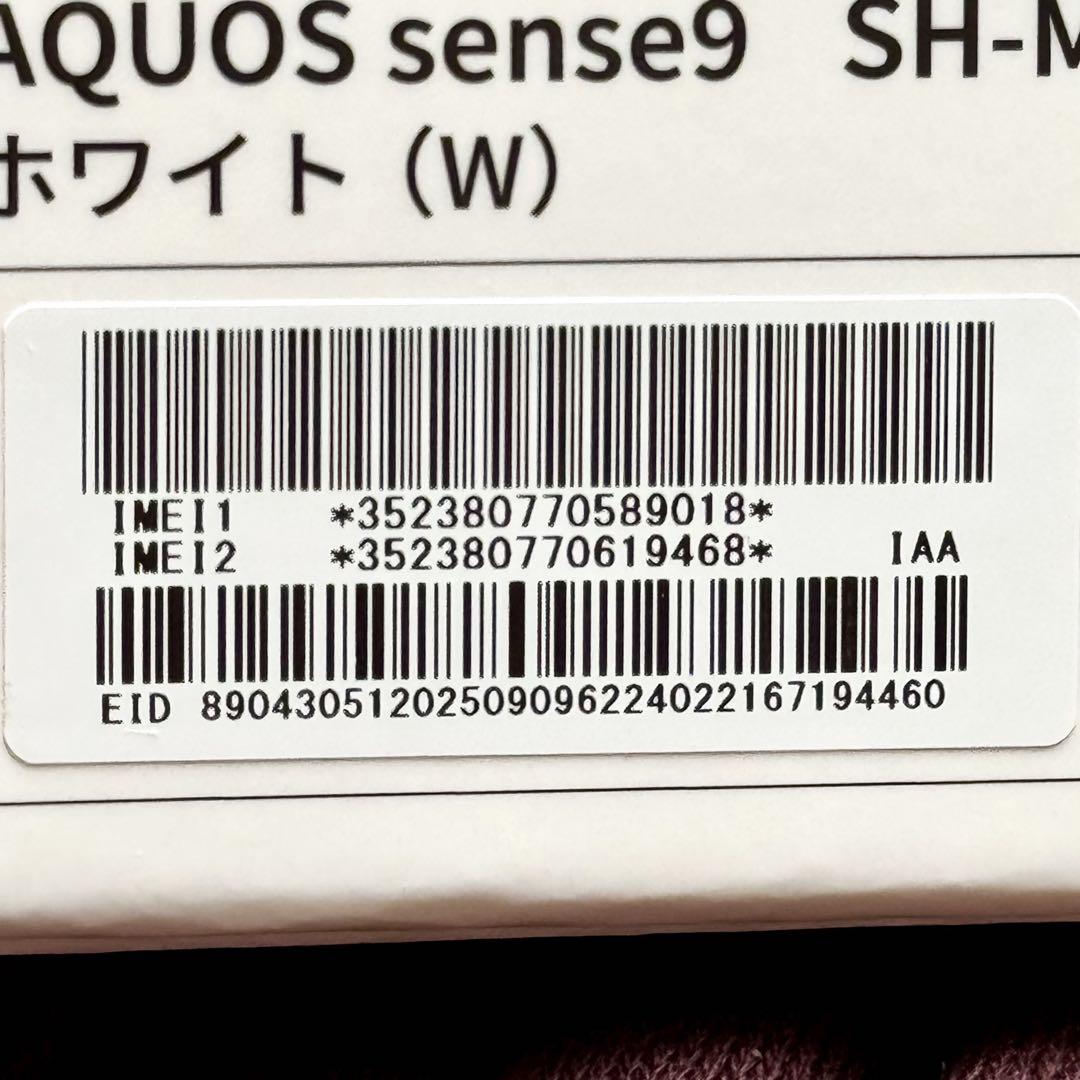 AQUOS sense9 SH-M
ホワイト (W)
IMEI1 *352380770589018*
IMEI2 *352380770619468* IAA
EID 89043051202509096224022167194460